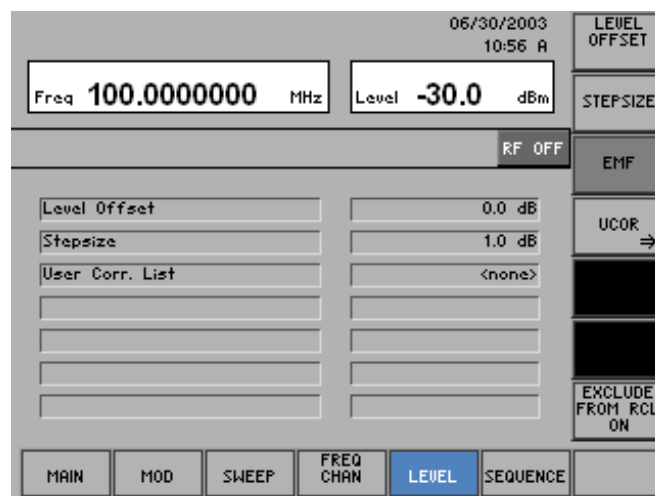 06/30/2003
10:56 A
Freq 100.0000000 MHz
Level -30.0 dBm
RF OFF
Level Offset 0.0 dB
Stepsize 1.0 dB
User Corr. List <none>
LEVEL
OFFSET
STEPSIZE
EMF
UCOR
⇒
EXCLUDE
FROM RCL
ON
MAIN MOD SWEEP FREQ CHAN LEVEL SEQUENCE